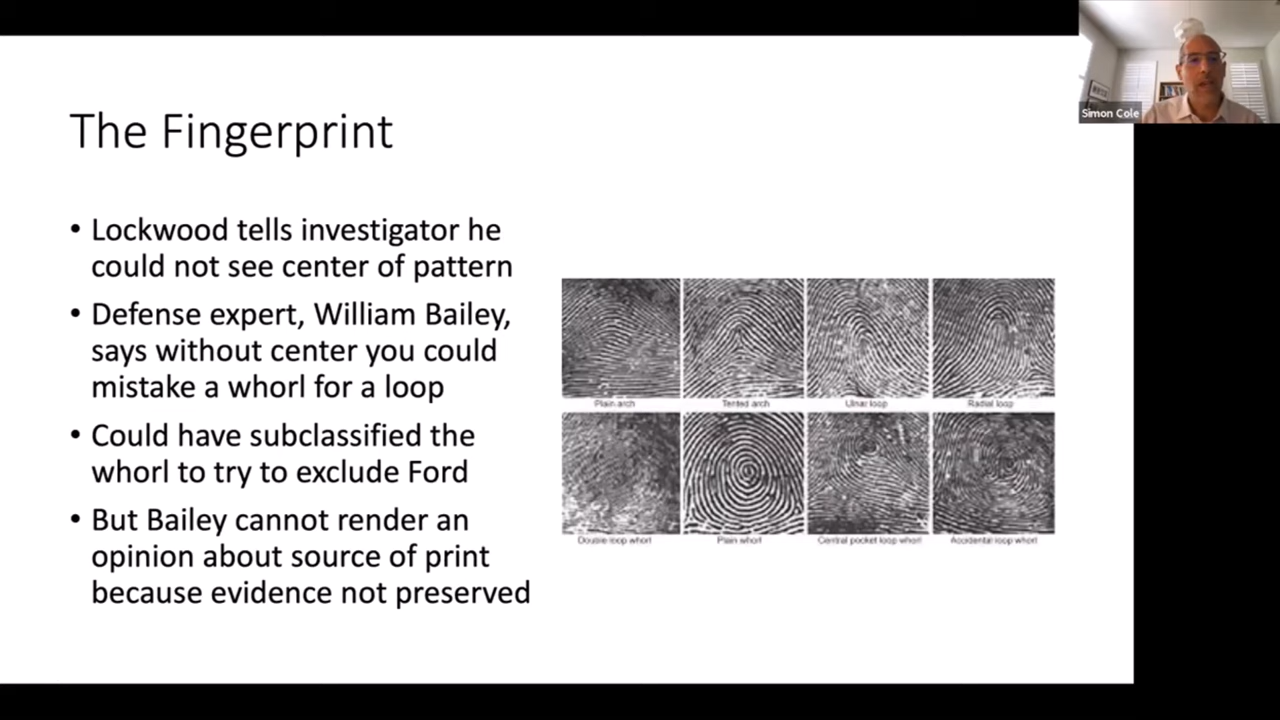 The Fingerprint
• Lockwood tells investigator he
could not see center of pattern
• Defense expert, William Bailey,
says without center you could
mistake a whorl for a loop
• Could have subclassified the
whorl to try to exclude Ford
• But Bailey cannot render an
opinion about source of print
because evidence not preserved
Plain arch
Tented arch
Ulnar loop
Radial loop
Double loop whorl
Plain whorl
Central pocket loop whorl
Accidental loop whorl
Simon Cole